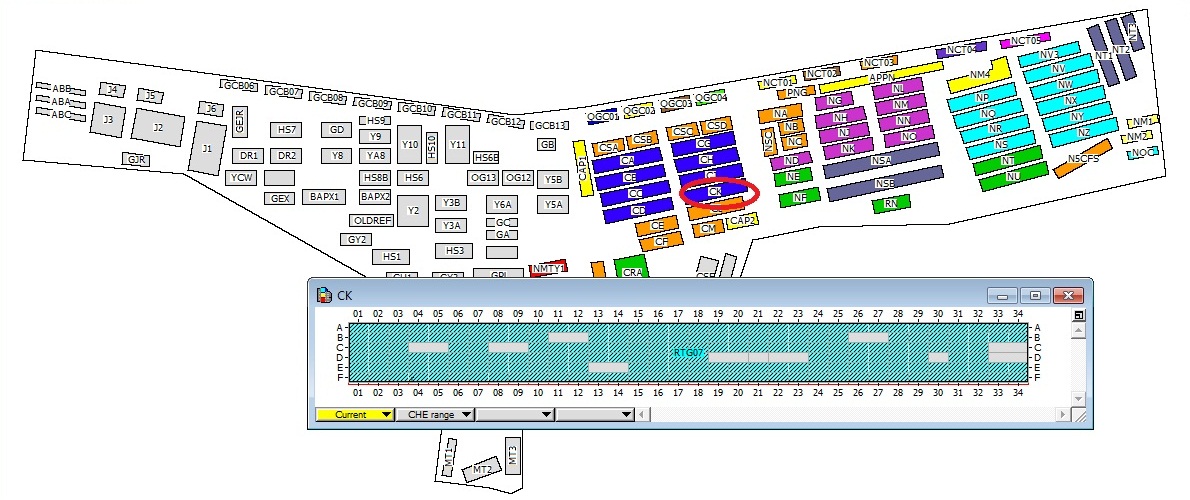 NCT05
NCT04
NCT03
NCT02
NCT01
NT3
NT2
NT1
NV3
NV
NW
NX
NY
NZ
NM4
APPN
NP
NQ
NR
NS
NT
NU
NM1
NM2
NOC
NSCFS
NL
NM
NN
NO
NG
NH
NJ
NK
NSA
NSB
RN
PNG
NA
NB
NC
NSC
ND
NE
NF
GCB06
GCB07
GCB08
GCB09
GCB10
GCB11
GCB12
GCB13
OGC01
OGC02
OGC03
OGC04
ABB
ABA
ABC
J4
J5
J6
J3
J2
J1
GJR
GEJR
HS7
GD
HS9
Y9
Y10
HS10
Y11
HS6B
GB
DR1
DR2
Y8
YA8
YCW
GEX
BAPX1
HS8B
BAPX2
HS6
OG13
OG12
Y5B
Y5A
OLDREF
Y2
Y3B
Y3A
Y6A
GC
GA
GY2
HS1
HS3
CAP1
CSA
CSB
CSC
CSD
CA
CB
CC
CD
CG
CH
CK
CE
CF
CM
CAP2
NMTY1
CRA
CK
01 02 03 04 05 06 07 08 09 10 11 12 13 14 15 16 17 18 19 20 21 22 23 24 25 26 27 28 29 30 31 32 33 34
A A
B B
C C
D RTG07 D
E E
F F
01 02 03 04 05 06 07 08 09 10 11 12 13 14 15 16 17 18 19 20 21 22 23 24 25 26 27 28 29 30 31 32 33 34
Current CHE range
MT1
MT2
MT3